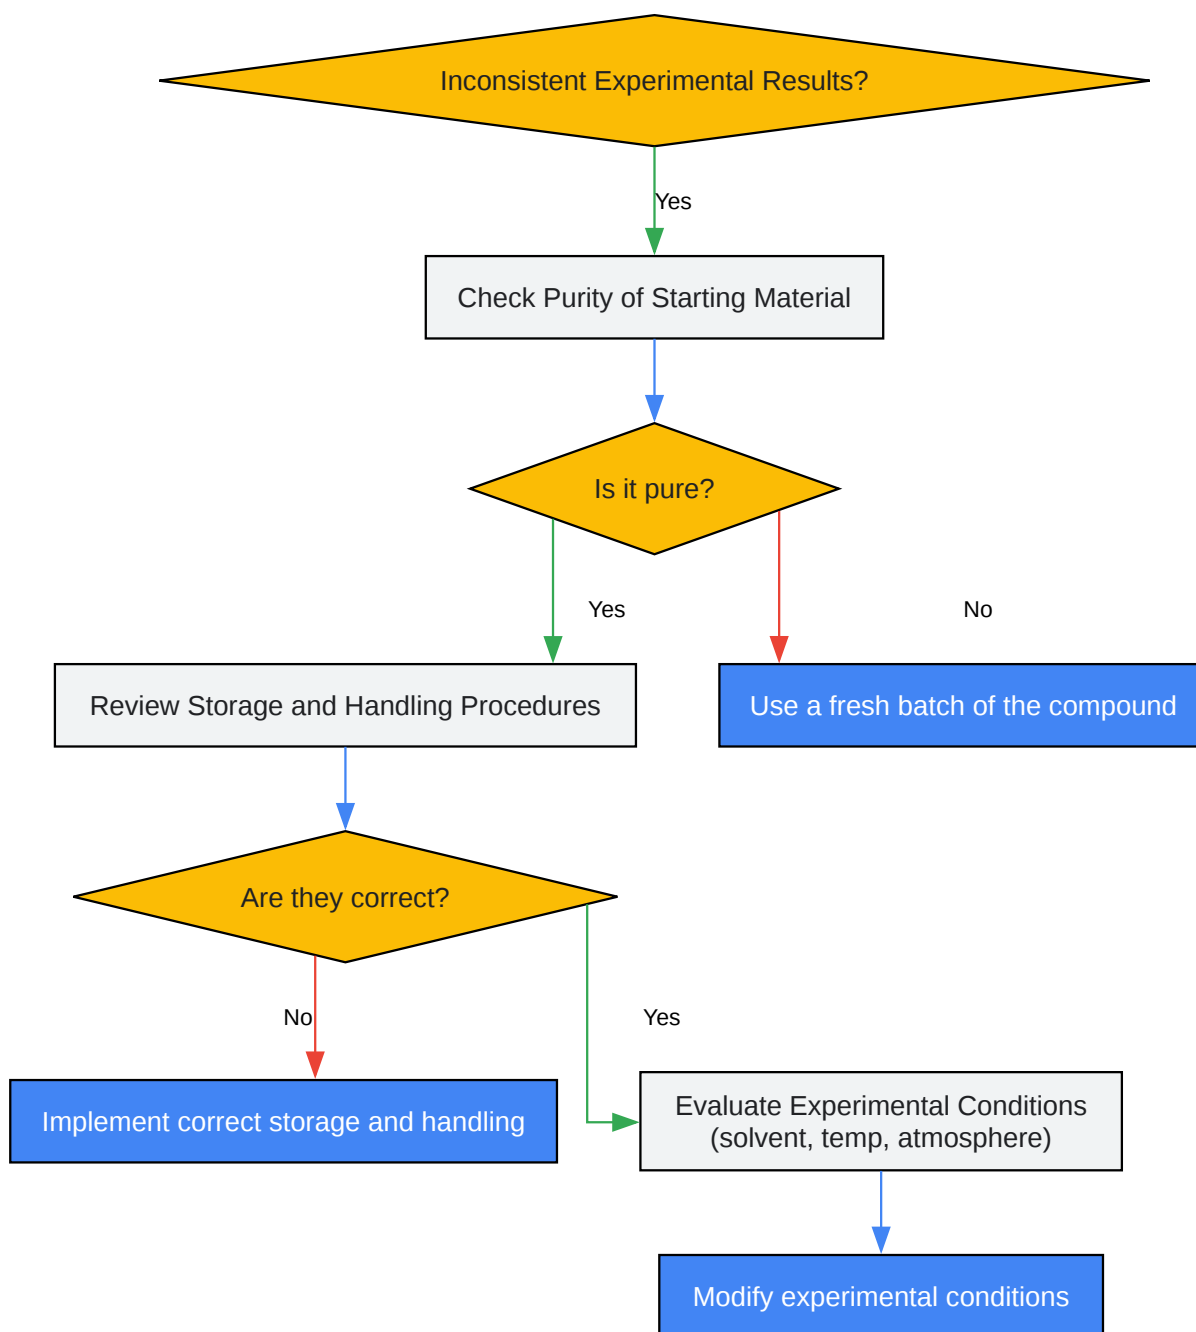 Inconsistent Experimental Results?
Yes
Check Purity of Starting Material
Is it pure?
Yes
No
Review Storage and Handling Procedures
Use a fresh batch of the compound
Are they correct?
No
Yes
Implement correct storage and handling
Evaluate Experimental Conditions
(solvent, temp, atmosphere)
Modify experimental conditions